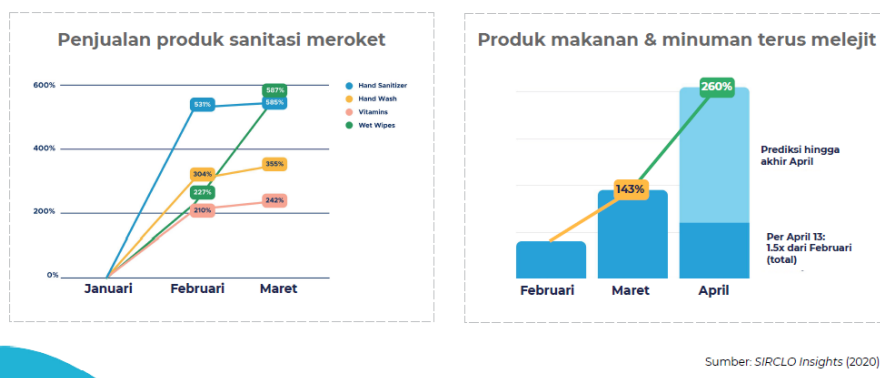 Penjualan produk sanitasi meroket
600%
400%
200%
0%
531%
304%
227%
210%
587%
585%
355%
242%
Januari
Februari
Maret
Hand Sanitizer
Hand Wash
Vitamins
Wet Wipes
Produk makanan & minuman terus melejit
143%
260%
Februari
Maret
April
Prediksi hingga
akhir April
Per April 13:
1.5x dari Februari
(total)
Sumber: SIRCLO Insights (2020)